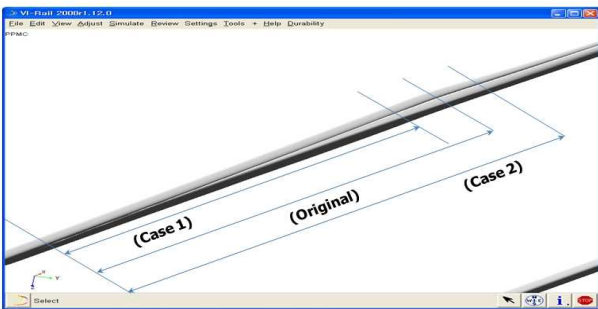 VI-Rail 2000r1.12.0
File Edit View Adjust Simulate Review Settings Tools + Help Durability
PPMC
(Case 1)
(Original)
(Case 2)
X
Y
Select
i.
STOP